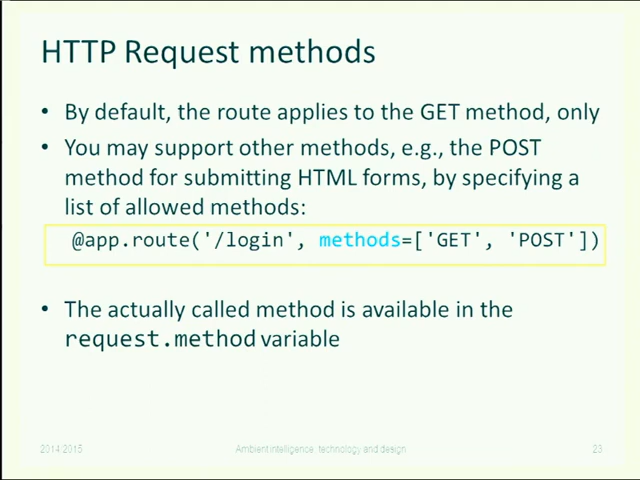 HTTP Request methods
• By default, the route applies to the GET method, only
• You may support other methods, e.g., the POST
method for submitting HTML forms, by specifying a
list of allowed methods:
@app.route('/login', methods=['GET', 'POST'])
• The actually called method is available in the
request.method variable
2014/2015 Ambient intelligence: technology and design 23